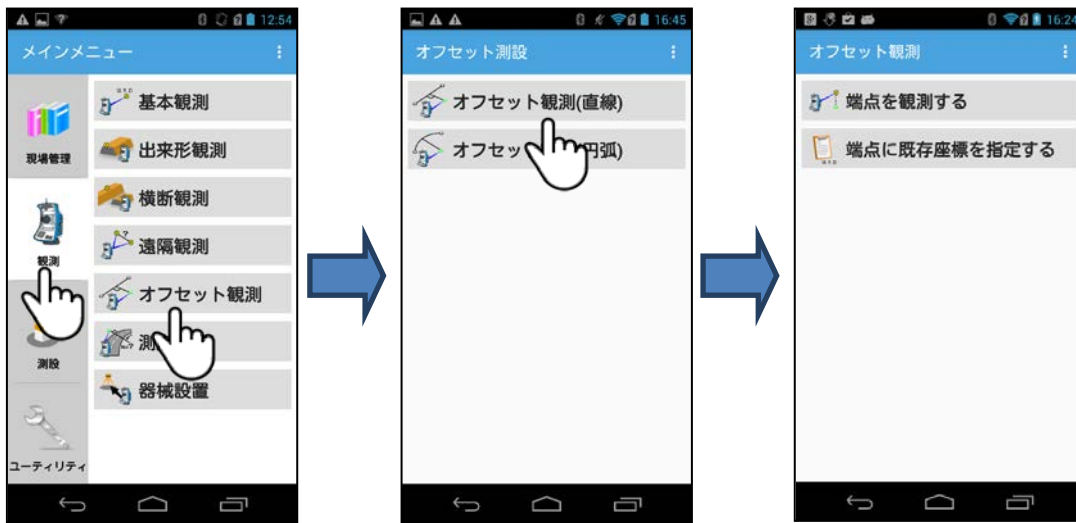 12:54
メインメニュー
現場管理
観測
測設
ユーティリティ
基本観測
出来形観測
横断観測
遠隔観測
オフセット観測
測
器械設置
16:45
オフセット測設
オフセット観測(直線)
オフセッ 円弧)
16:24
オフセット観測
端点を観測する
端点に既存座標を指定する